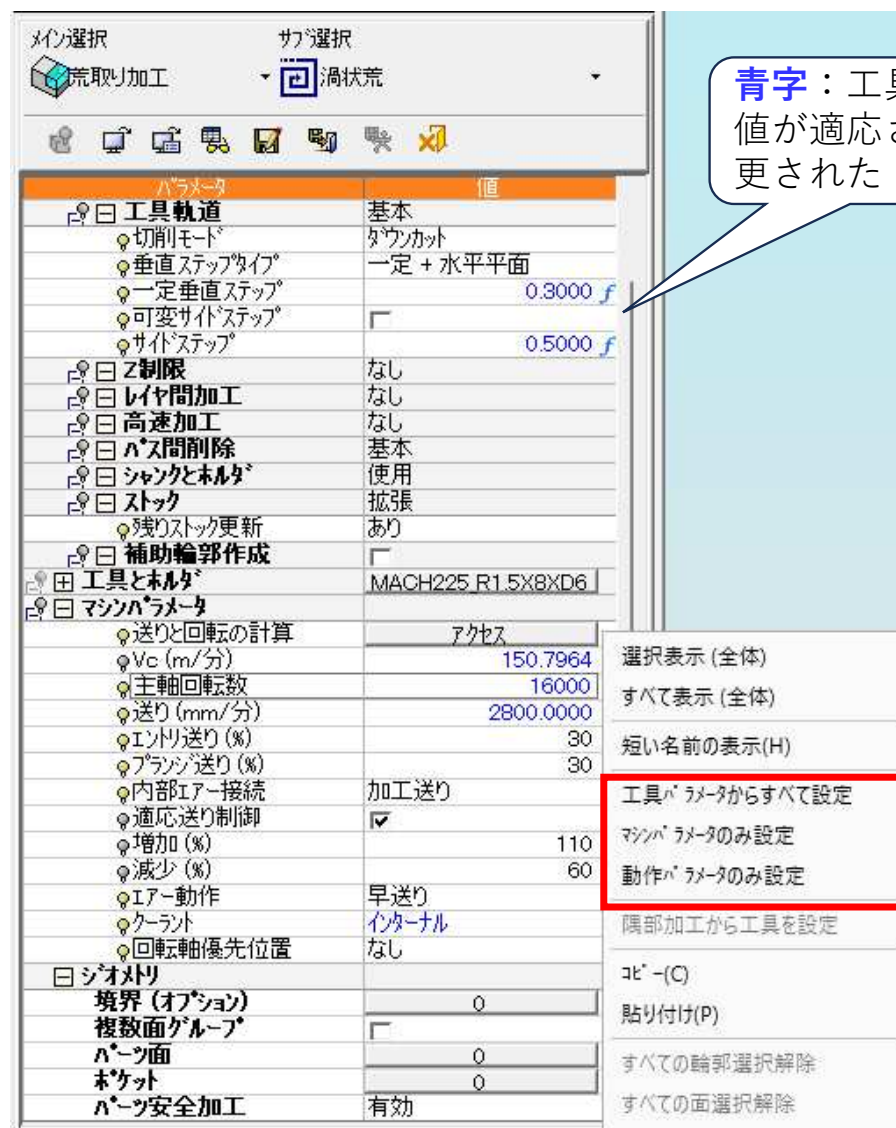 メイン選択 サブ選択
荒取り加工 渦状荒
青字：工具
値が適応さ
更された
パラメータ 値
工具軌道 基本
切削モード ダウンカット
垂直ステップタイプ 一定 + 水平平面
一定垂直ステップ 0.3000 f
可変サイドステップ
サイドステップ 0.5000 f
Z制限 なし
レイヤ間加工 なし
高速加工 なし
パス間削除 基本
シャンクとホルダ 使用
ストック 拡張
残りストック更新 あり
補助輪郭作成
工具とホルダ MACH225_R1.5X8XD6
マシンパラメータ
送りと回転の計算 アクセス
Vc (m/分) 150.7964
主軸回転数 16000
送り (mm/分) 2800.0000
エントリ送り (%) 30
プランジ送り (%) 30
内部エアー接続 加工送り
適応送り制御
増加 (%) 110
減少 (%) 60
エアー動作 早送り
クーラント インターナル
回転軸優先位置 なし
ジオメトリ
境界 (オプション) 0
複数面グループ
パーツ面 0
ポケット 0
パーツ安全加工 有効
選択表示 (全体)
すべて表示 (全体)
短い名前の表示(H)
工具パラメータからすべて設定
マシンパラメータのみ設定
動作パラメータのみ設定
隅部加工から工具を設定
コピー(C)
貼り付け(P)
すべての輪郭選択解除
すべての面選択解除